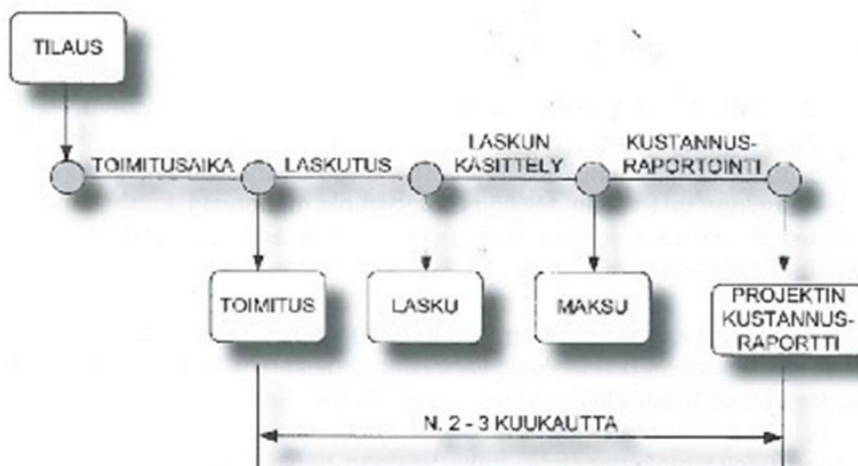 TILAUS
TOIMITUSAIKA
LASKUTUS
LASKUN
KÄSITTELY
KUSTANNUS-
RAPORTOINTI
TOIMITUS
LASKU
MAKSU
PROJEKTIN
KUSTANNUS-
RAPORTTI
N. 2 - 3 KUUKAUTTA